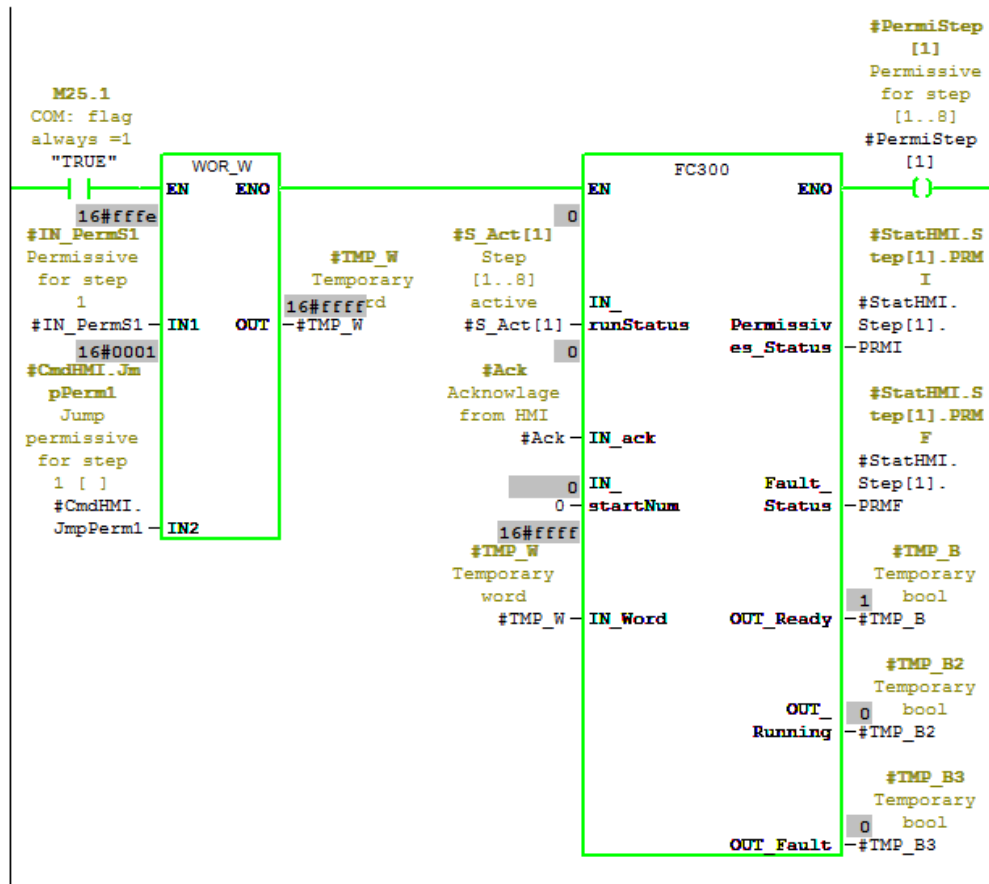 M25.1
COM: flag
always =1
"TRUE"
WOR_W
EN ENO
16#fffe
#IN_PermS1
Permissive
for step
1
#IN_PermS1
IN1
OUT
16#0001
#CmdHMI.Jm
pPerm1
Jump
permissive
for step
1 [ ]
#CmdHMI.
JmpPerm1
IN2
#TMP_W
Temporary
16#ffff
rd
#TMP_W
FC300
EN
ENO
0
#S_Act[1]
Step
[1..8]
active
#S_Act[1]
IN_
runStatus
0
#Ack
Acknowlage
from HMI
#Ack
IN_ack
0
0
IN_
startNum
16#ffff
#TMP_W
Temporary
word
#TMP_W
IN_Word
#PermiStep
[1]
Permissive
for step
[1..8]
#PermiStep
[1]
#StatHMI.S
tep[1].PRM
I
#StatHMI.
Step[1].
PRMI
Permissiv
es_Status
#StatHMI.S
tep[1].PRM
F
#StatHMI.
Step[1].
PRMF
Fault_
Status
#TMP_B
Temporary
bool
1
#TMP_B
OUT_Ready
#TMP_B2
Temporary
bool
0
#TMP_B2
OUT_
Running
#TMP_B3
Temporary
bool
0
#TMP_B3
OUT_Fault